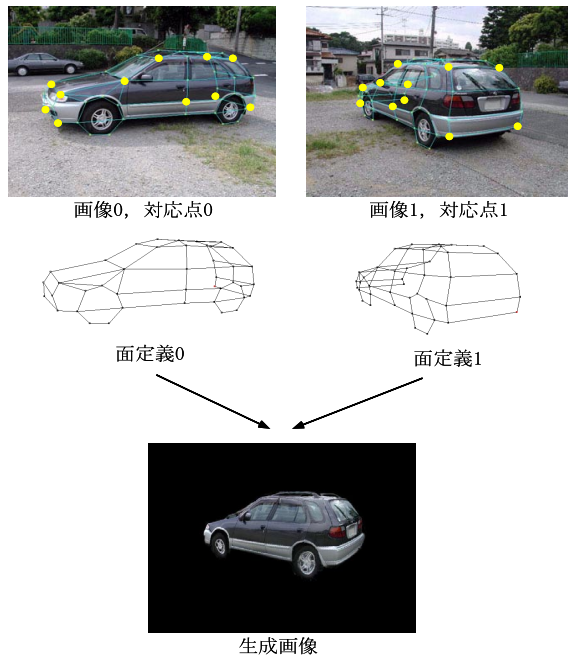 画像0, 対応点0
画像1, 対応点1
面定義0
面定義1
生成画像